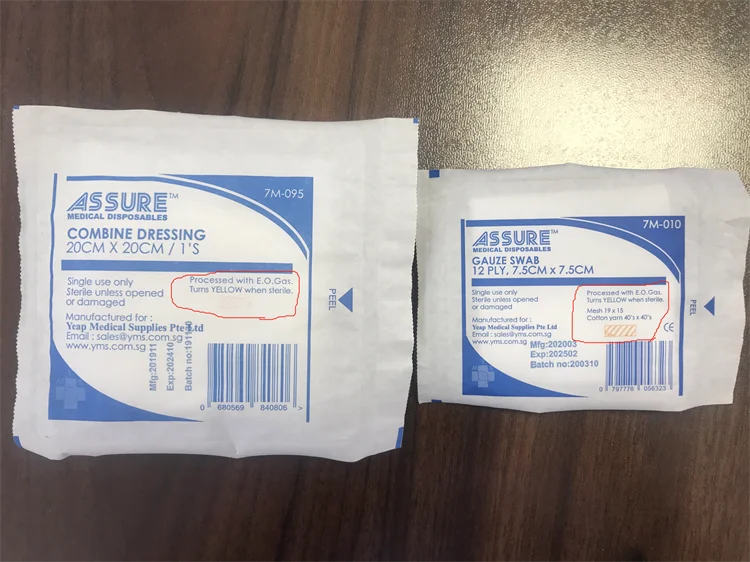 ASSURE™
MEDICAL DISPOSABLES
7M-095
COMBINE DRESSING
20CM X 20CM / 1'S
Single use only
Sterile unless opened
or damaged
Processed with E.O.Gas.
Turns YELLOW when sterile.
PEEL
Manufactured for :
Yeap Medical Supplies Pte Ltd
Email : sales@yms.com.sg
www.yms.com.sg
Mfg:201911
Exp:202410
0 680569 840806 >
ASSURE™
MEDICAL DISPOSABLES
7M-010
GAUZE SWAB
12 PLY, 7.5CM x 7.5CM
Single use only
Sterile unless opened
or damaged
Processed with E.O.Gas.
Turns YELLOW when sterile.
Mesh 19 x 15
Cotton yarn 40's x 40's
CE
PEEL
Manufactured for :
Yeap Medical Supplies Pte Ltd
Email : sales@yms.com.sg
www.yms.com.sg
Mfg:202003
Exp:202502
Batch no:200310
0 797776 056323